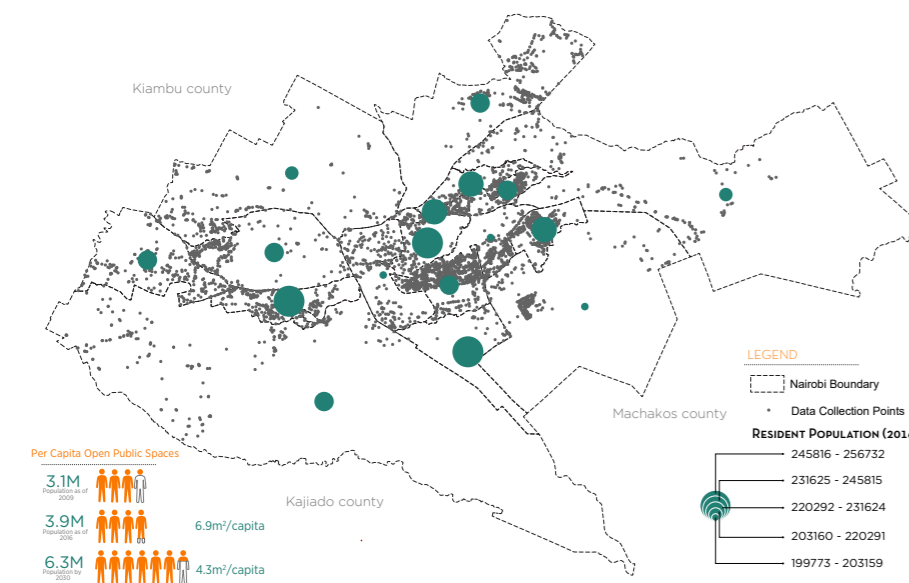 Kiambu county
LEGEND
Nairobi Boundary
Data Collection Points
Machakos county
RESIDENT POPULATION (201
245816 - 256732
231625 - 245815
220292 - 231624
203160 - 220291
199773 - 203159
Kajiado county
Per Capita Open Public Spaces
3.1M
Population as of
2009
3.9M
Population as of
2016
6.9m²/capita
6.3M
Population by
2030
4.3m²/capita